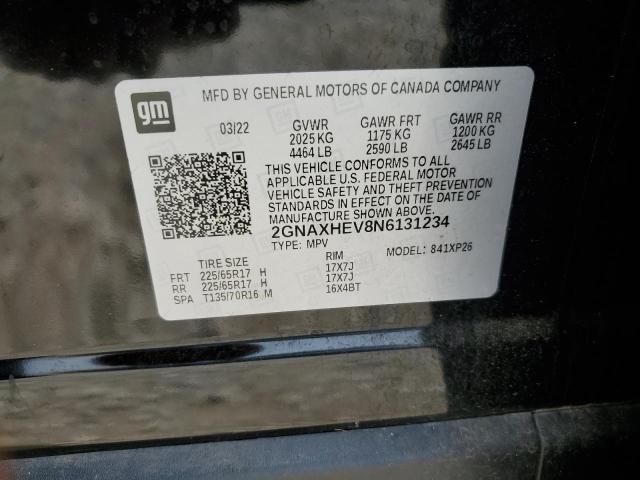 gm
MFD BY GENERAL MOTORS OF CANADA COMPANY
03/22 GVWR GAWR FRT GAWR RR
2025 KG 1175 KG 1200 KG
4464 LB 2590 LB 2645 LB
THIS VEHICLE CONFORMS TO ALL
APPLICABLE U.S. FEDERAL MOTOR
VEHICLE SAFETY AND THEFT PREVENTION
STANDARDS IN EFFECT ON THE DATE OF
MANUFACTURE SHOWN ABOVE.
2GNAXHEV8N6131234
TYPE: MPV MODEL: 841XP26
TIRE SIZE RIM
FRT 225/65R17 H 17X7J
RR 225/65R17 H 17X7J
SPA T135/70R16 M 16X4BT